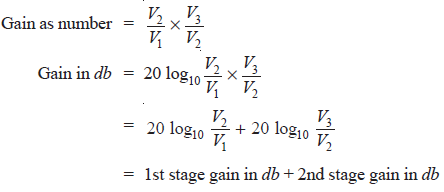 Gain as number = V₂/V₁ × V₃/V₂
Gain in db = 20 log₁₀ V₂/V₁ × V₃/V₂
= 20 log₁₀ V₂/V₁ + 20 log₁₀ V₃/V₂
= 1st stage gain in db + 2nd stage gain in db